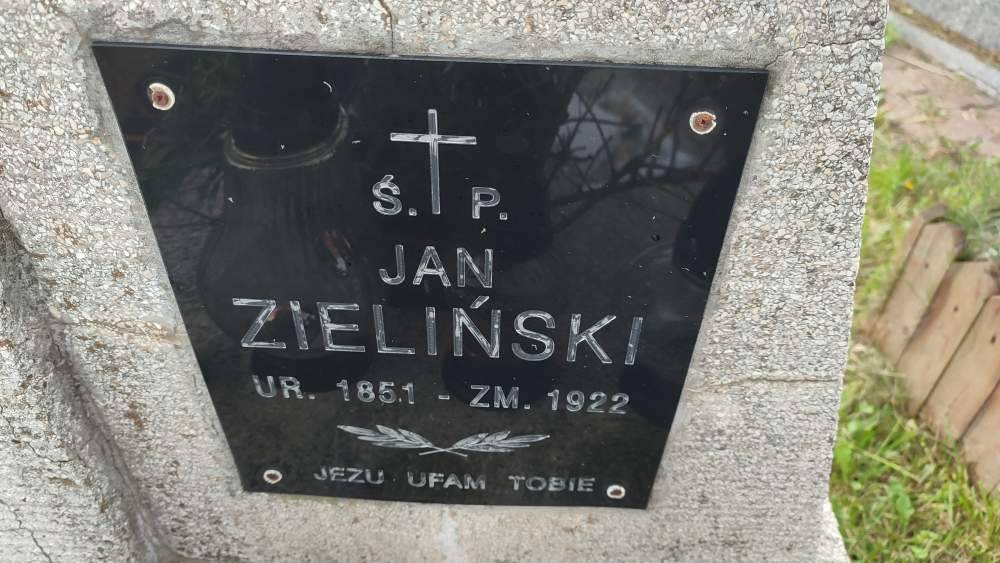 Ś. P.
JAN
ZIELIŃSKI
UR. 1851 - ZM. 1922
JEZU UFAM TOBIE